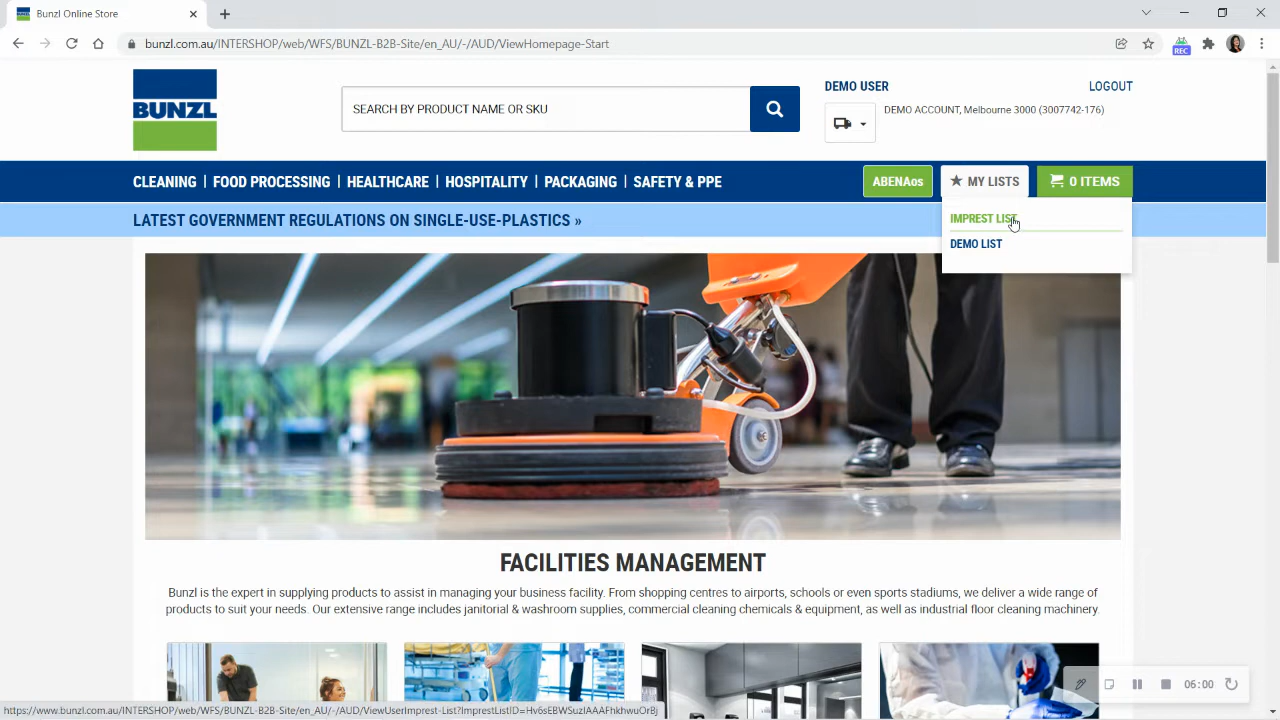 Bunzl Online Store
bunzl.com.au/INTERSHOP/web/WFS/BUNZL-B2B-Site/en_AU/-/AUD/ViewHomepage-Start
REC
BUNZL
SEARCH BY PRODUCT NAME OR SKU
DEMO USER
LOGOUT
DEMO ACCOUNT, Melbourne 3000 (3007742-176)
CLEANING | FOOD PROCESSING | HEALTHCARE | HOSPITALITY | PACKAGING | SAFETY & PPE
ABENAos
MY LISTS
0 ITEMS
LATEST GOVERNMENT REGULATIONS ON SINGLE-USE-PLASTICS »
IMPREST LIST
DEMO LIST
FACILITIES MANAGEMENT
Bunzl is the expert in supplying products to assist in managing your business facility. From shopping centres to airports, schools or even sports stadiums, we deliver a wide range of
products to suit your needs. Our extensive range includes janitorial & washroom supplies, commercial cleaning chemicals & equipment, as well as industrial floor cleaning machinery.
06:00
https://www.bunzl.com.au/INTERSHOP/web/WFS/BUNZL-B2B-Site/en_AU/-/AUD/ViewUserImprest-List?ImprestListID=Hv6sEBWSuzIAAAFhkhwuOrBj